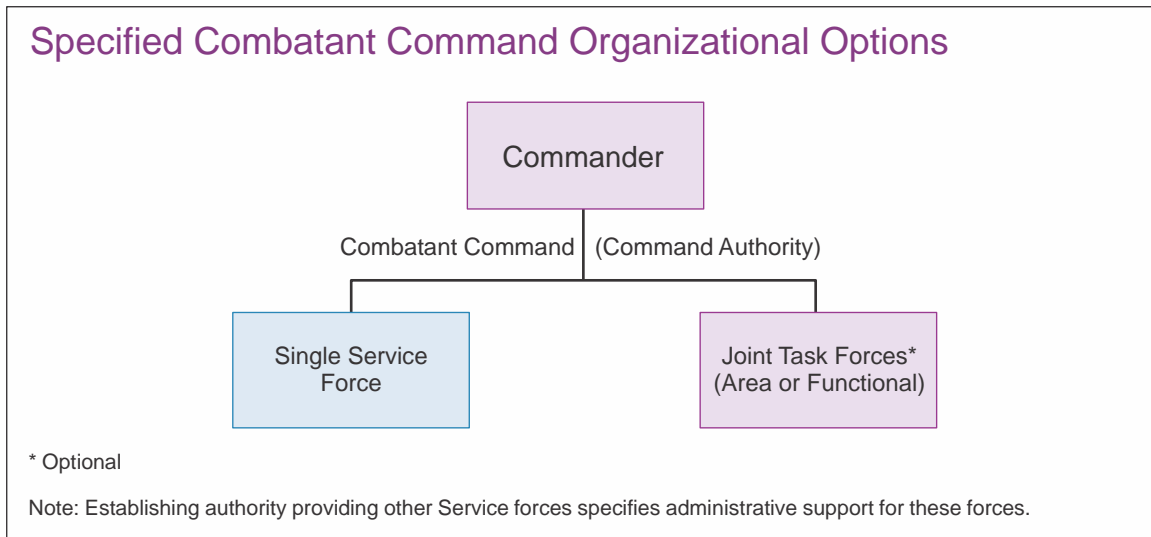 Specified Combatant Command Organizational Options
Commander
Combatant Command (Command Authority)
Single Service
Force
Joint Task Forces*
(Area or Functional)
* Optional
Note: Establishing authority providing other Service forces specifies administrative support for these forces.